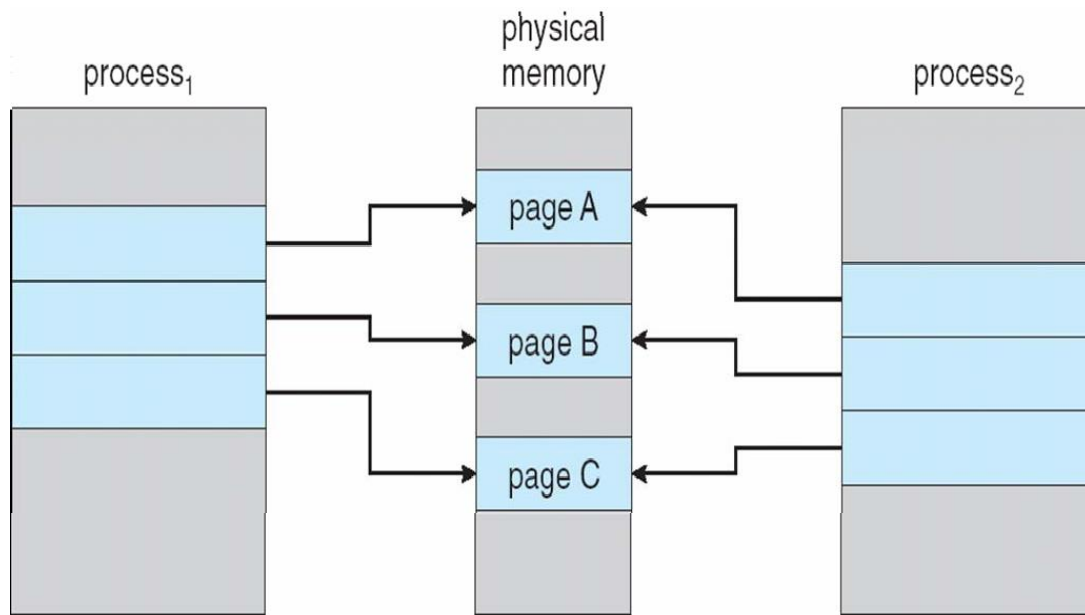 process₁
physical
memory
process₂
page A
page B
page C